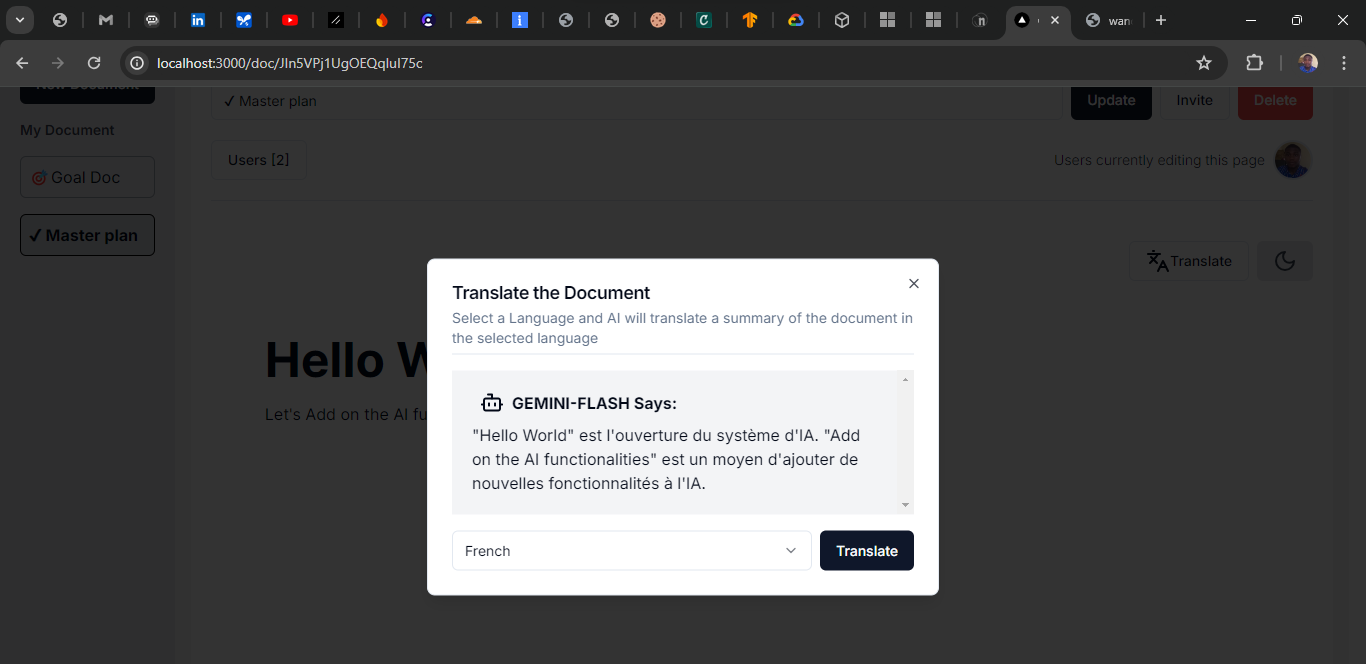 wan
localhost:3000/doc/JIn5VPj1UgOEQqluI75c
New Document
✓ Master plan
Update
Invite
Delete
My Document
Users [2]
Users currently editing this page
🎯 Goal Doc
✓ Master plan
Translate
Hello W
Let's Add on the AI fu
Translate the Document
Select a Language and AI will translate a summary of the document in
the selected language
GEMINI-FLASH Says:
"Hello World" est l'ouverture du système d'IA. "Add
on the AI functionalities" est un moyen d'ajouter de
nouvelles fonctionnalités à l'IA.
French
Translate